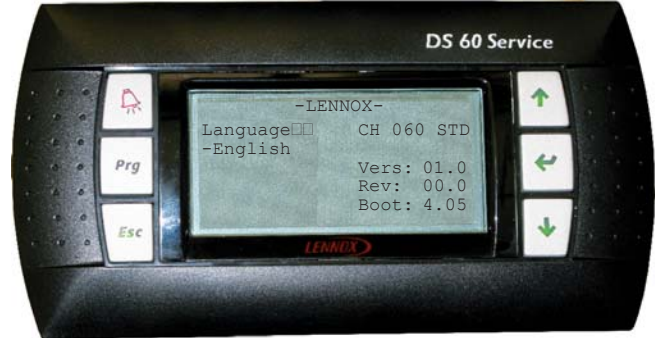 DS 60 Service
-LENNOX-
Language CH 060 STD
-English
Vers: 01.0
Rev: 00.0
Boot: 4.05
Prg
Esc
LENNOX